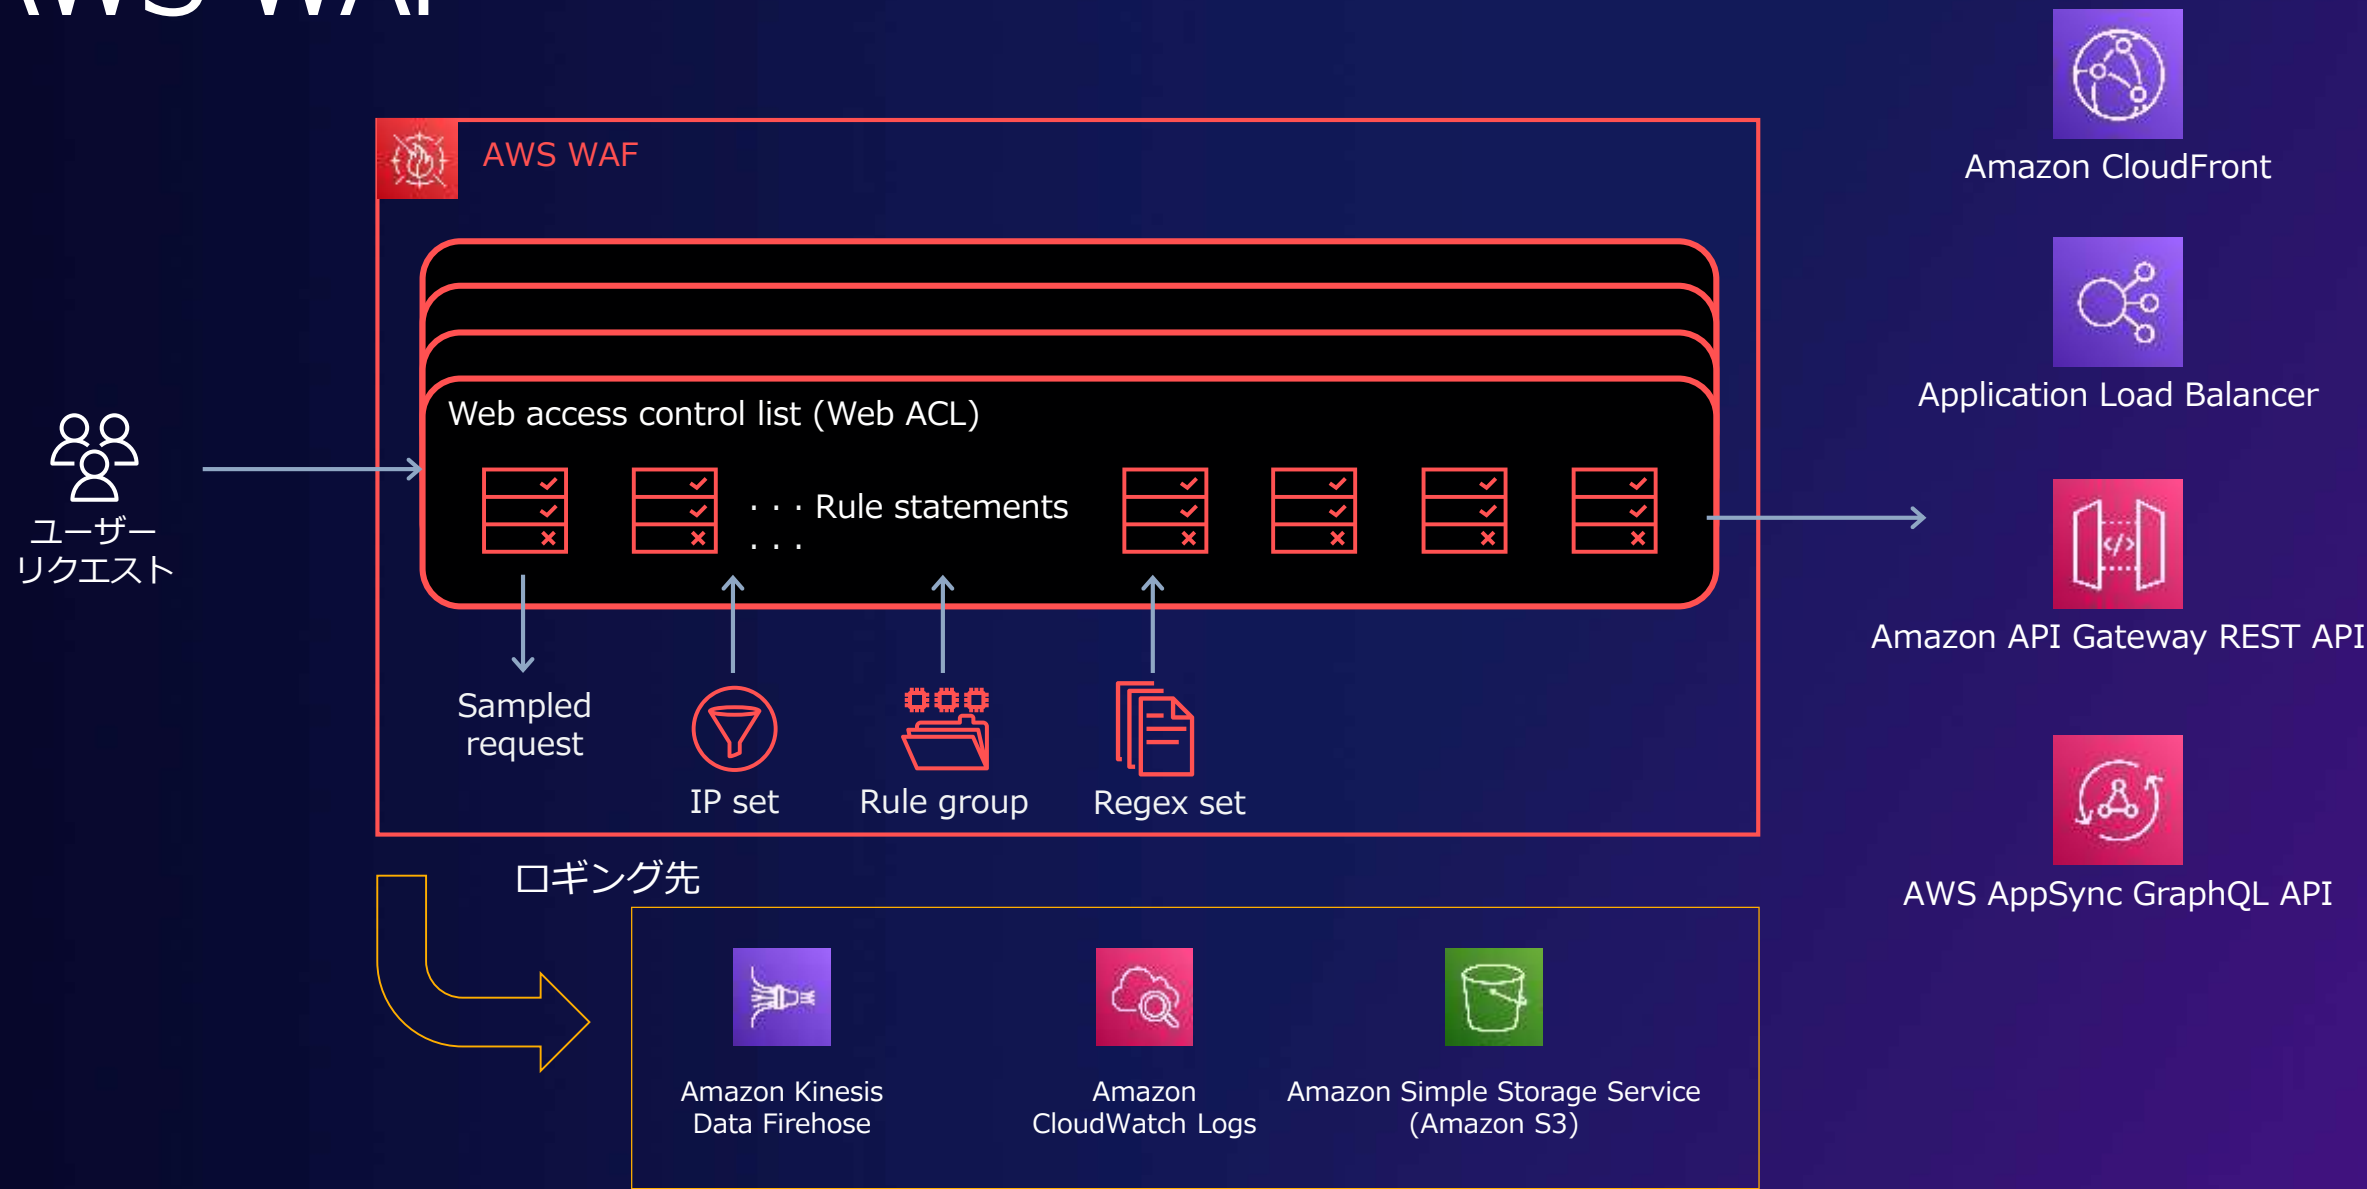 AWS WAF
AWS WAF
Web access control list (Web ACL)
· · · Rule statements
· · ·
ユーザー
リクエスト
Sampled
request
IP set
Rule group
Regex set
Amazon CloudFront
Application Load Balancer
Amazon API Gateway REST API
AWS AppSync GraphQL API
ロギング先
Amazon Kinesis
Data Firehose
Amazon
CloudWatch Logs
Amazon Simple Storage Service
(Amazon S3)